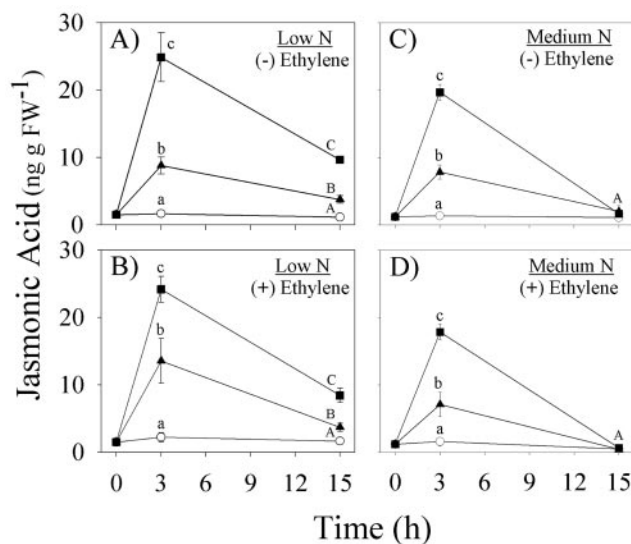 Jasmonic Acid (ng g FW⁻¹)
30
20
10
0
A)
Low N
(-) Ethylene
c
b
a
C
B
A
C)
Medium N
(-) Ethylene
c
b
a
A
30
20
10
0
B)
Low N
(+) Ethylene
c
b
a
C
B
A
D)
Medium N
(+) Ethylene
c
b
a
A
0 3 6 9 12 15
0 3 6 9 12 15
Time (h)